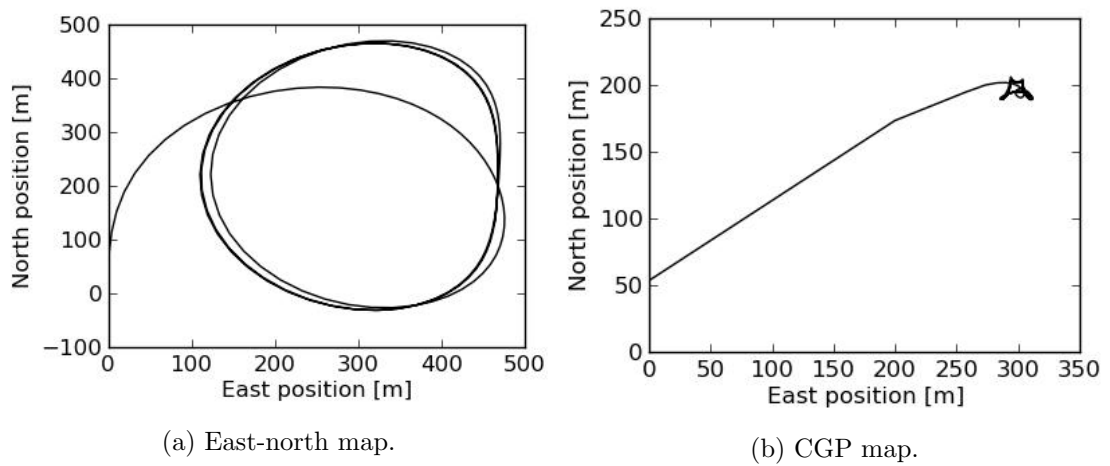 500
400
300
200
100
0
−100
North position [m]
0 100 200 300 400 500
East position [m]
(a) East-north map.
250
200
150
100
50
0
North position [m]
0 50 100 150 200 250 300 350
East position [m]
(b) CGP map.